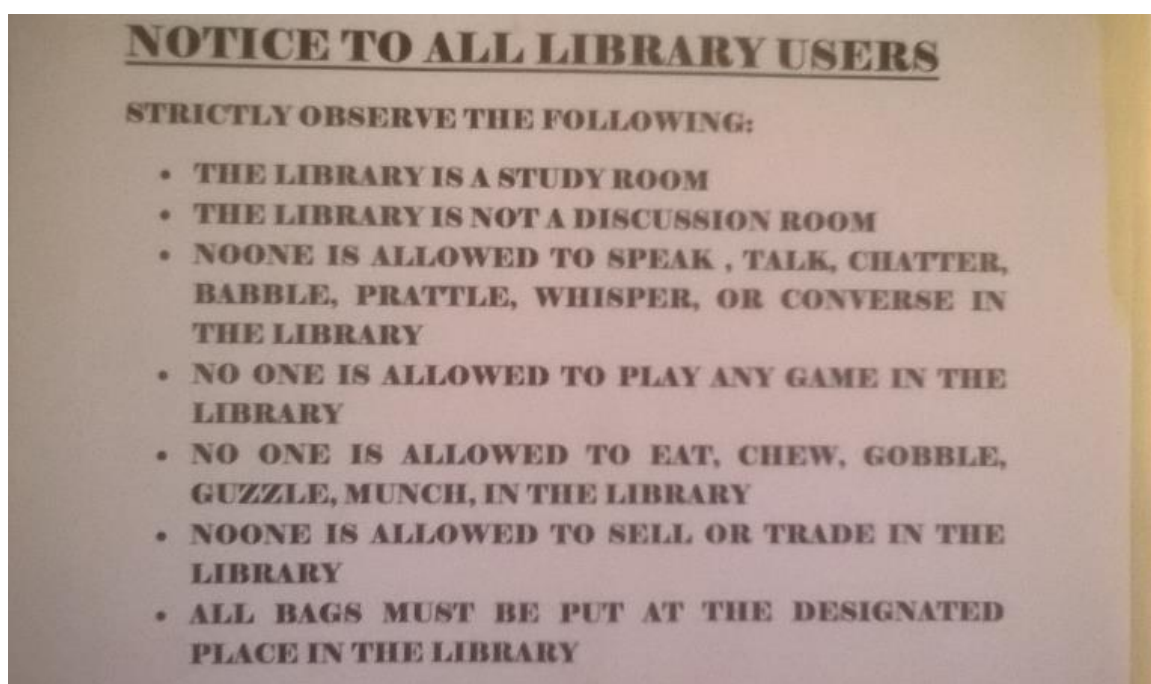 NOTICE TO ALL LIBRARY USERS
STRICTLY OBSERVE THE FOLLOWING:
• THE LIBRARY IS A STUDY ROOM
• THE LIBRARY IS NOT A DISCUSSION ROOM
• NOONE IS ALLOWED TO SPEAK , TALK, CHATTER,
BABBLE, PRATTLE, WHISPER, OR CONVERSE IN
THE LIBRARY
• NO ONE IS ALLOWED TO PLAY ANY GAME IN THE
LIBRARY
• NO ONE IS ALLOWED TO EAT, CHEW, GOBBLE,
GUZZLE, MUNCH, IN THE LIBRARY
• NOONE IS ALLOWED TO SELL OR TRADE IN THE
LIBRARY
• ALL BAGS MUST BE PUT AT THE DESIGNATED
PLACE IN THE LIBRARY